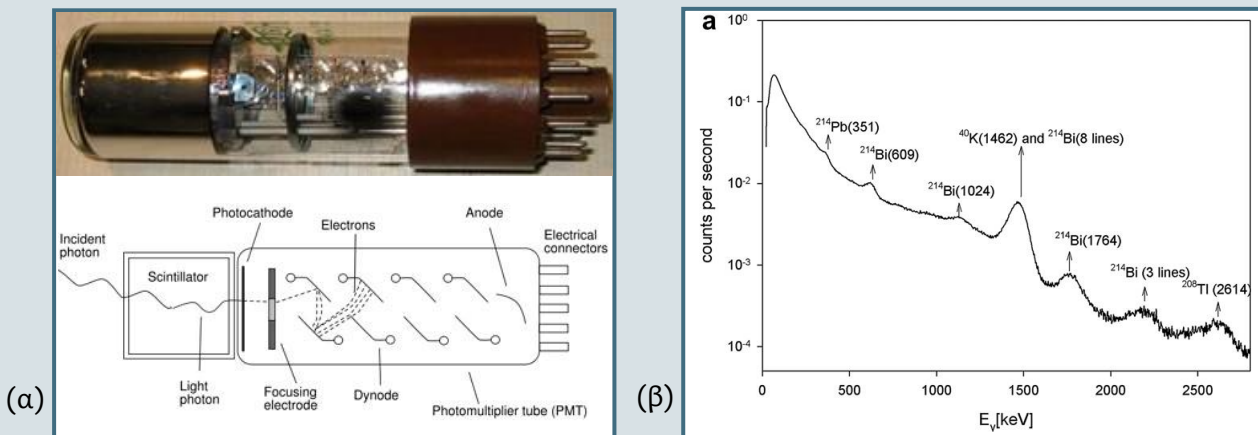 Photocathode
Electrons
Anode
Incident
photon
Electrical
connectors
Scintillator
Light
photon
Focusing
electrode
Dynode
Photomultiplier tube (PMT)
(α)
a
10⁰
10⁻¹
10⁻²
10⁻³
10⁻⁴
counts per second
²¹⁴Pb(351)
²¹⁴Bi(609)
²¹⁴Bi(1024)
⁴⁰K(1462) and ²¹⁴Bi(8 lines)
²¹⁴Bi(1764)
²¹⁴Bi (3 lines)
²⁰⁸Tl (2614)
0 500 1000 1500 2000 2500
Eγ[keV]
(β)